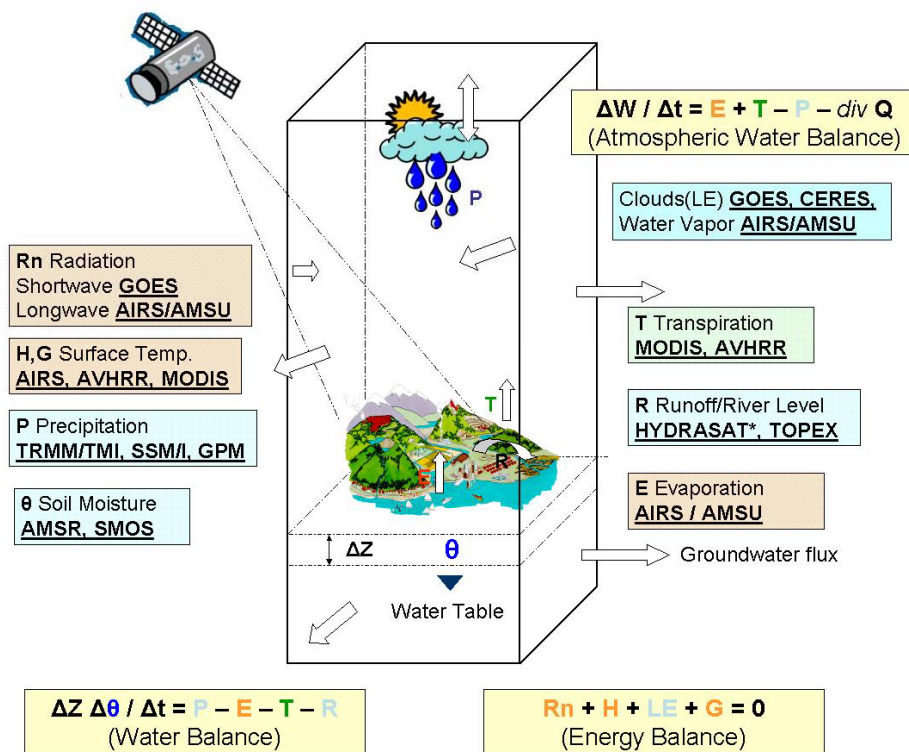 E-O-S
ΔW / Δt = E + T – P – div Q
(Atmospheric Water Balance)
P
Clouds(LE) GOES, CERES,
Water Vapor AIRS/AMSU
Rn Radiation
Shortwave GOES
Longwave AIRS/AMSU
T Transpiration
MODIS, AVHRR
H,G Surface Temp.
AIRS, AVHRR, MODIS
T
R Runoff/River Level
HYDRASAT*, TOPEX
P Precipitation
TRMM/TMI, SSM/I, GPM
R
E
E Evaporation
AIRS / AMSU
θ Soil Moisture
AMSR, SMOS
ΔZ
θ
Groundwater flux
Water Table
ΔZ Δθ / Δt = P – E – T – R
(Water Balance)
Rn + H + LE + G = 0
(Energy Balance)